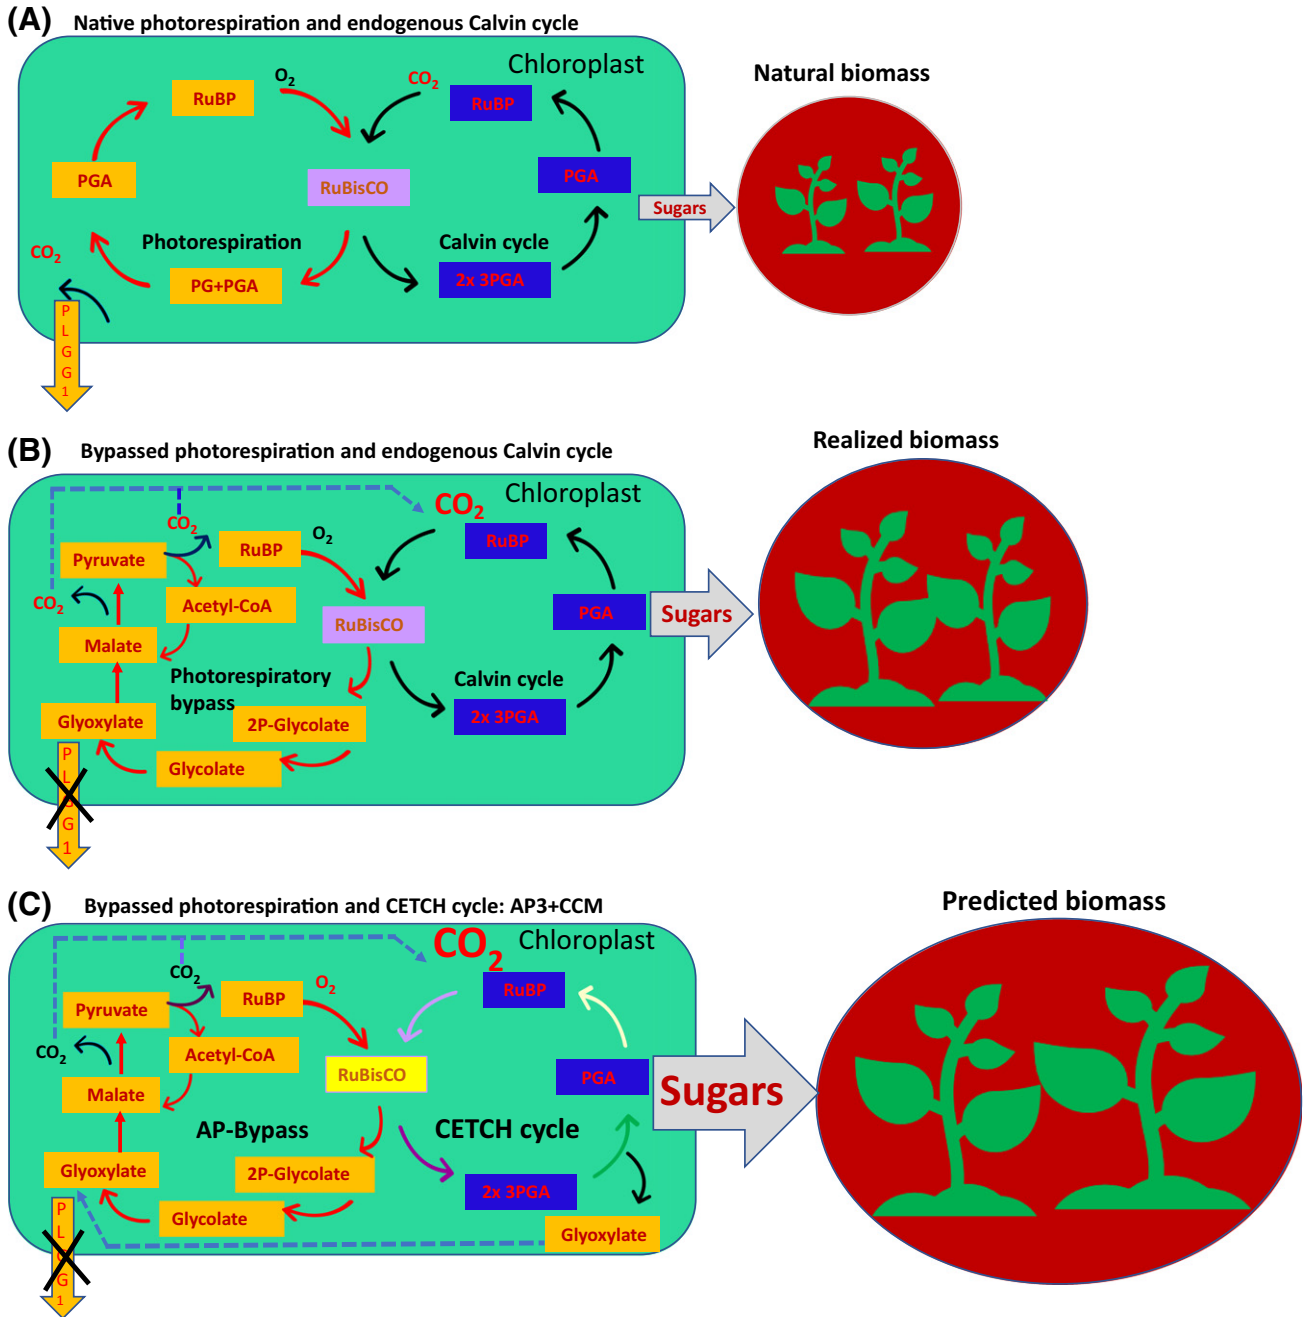 (A)
Native photorespiration and endogenous Calvin cycle
Chloroplast
O2
CO2
RuBP
RuBP
PGA
RuBisCO
PGA
Photorespiration
Calvin cycle
CO2
PG+PGA
2x 3PGA
P
L
G
G
1
Sugars
Natural biomass
(B)
Bypassed photorespiration and endogenous Calvin cycle
Chloroplast
CO2
CO2
O2
RuBP
RuBP
Pyruvate
CO2
Acetyl-CoA
RuBisCO
PGA
Malate
Photorespiratory
bypass
Calvin cycle
Glyoxylate
2P-Glycolate
2x 3PGA
Glycolate
P
L
G
1
Sugars
Realized biomass
(C)
Bypassed photorespiration and CETCH cycle: AP3+CCM
Chloroplast
CO2
CO2
O2
RuBP
RuBP
Pyruvate
CO2
Acetyl-CoA
RuBisCO
PGA
Malate
AP-Bypass
CETCH cycle
Glyoxylate
2P-Glycolate
2x 3PGA
Glycolate
Glyoxylate
P
L
G
1
Sugars
Predicted biomass